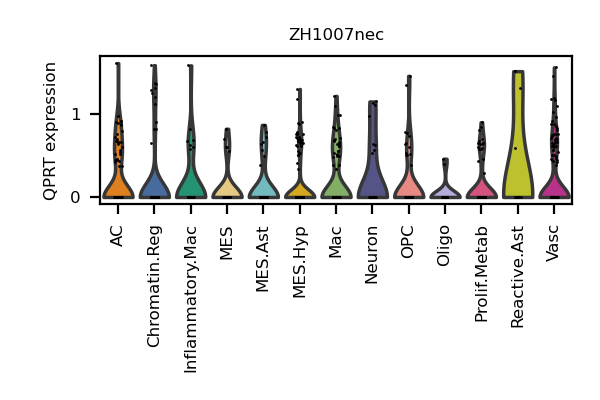 ZH1007nec
QPRT expression
1
0
AC
Chromatin.Reg
Inflammatory.Mac
MES
MES.Ast
MES.Hyp
Mac
Neuron
OPC
Oligo
Prolif.Metab
Reactive.Ast
Vasc